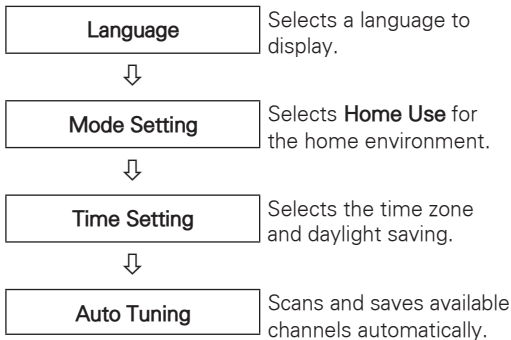 Language
Selects a language to
display.
Mode Setting
Selects Home Use for
the home environment.
Time Setting
Selects the time zone
and daylight saving.
Auto Tuning
Scans and saves available
channels automatically.